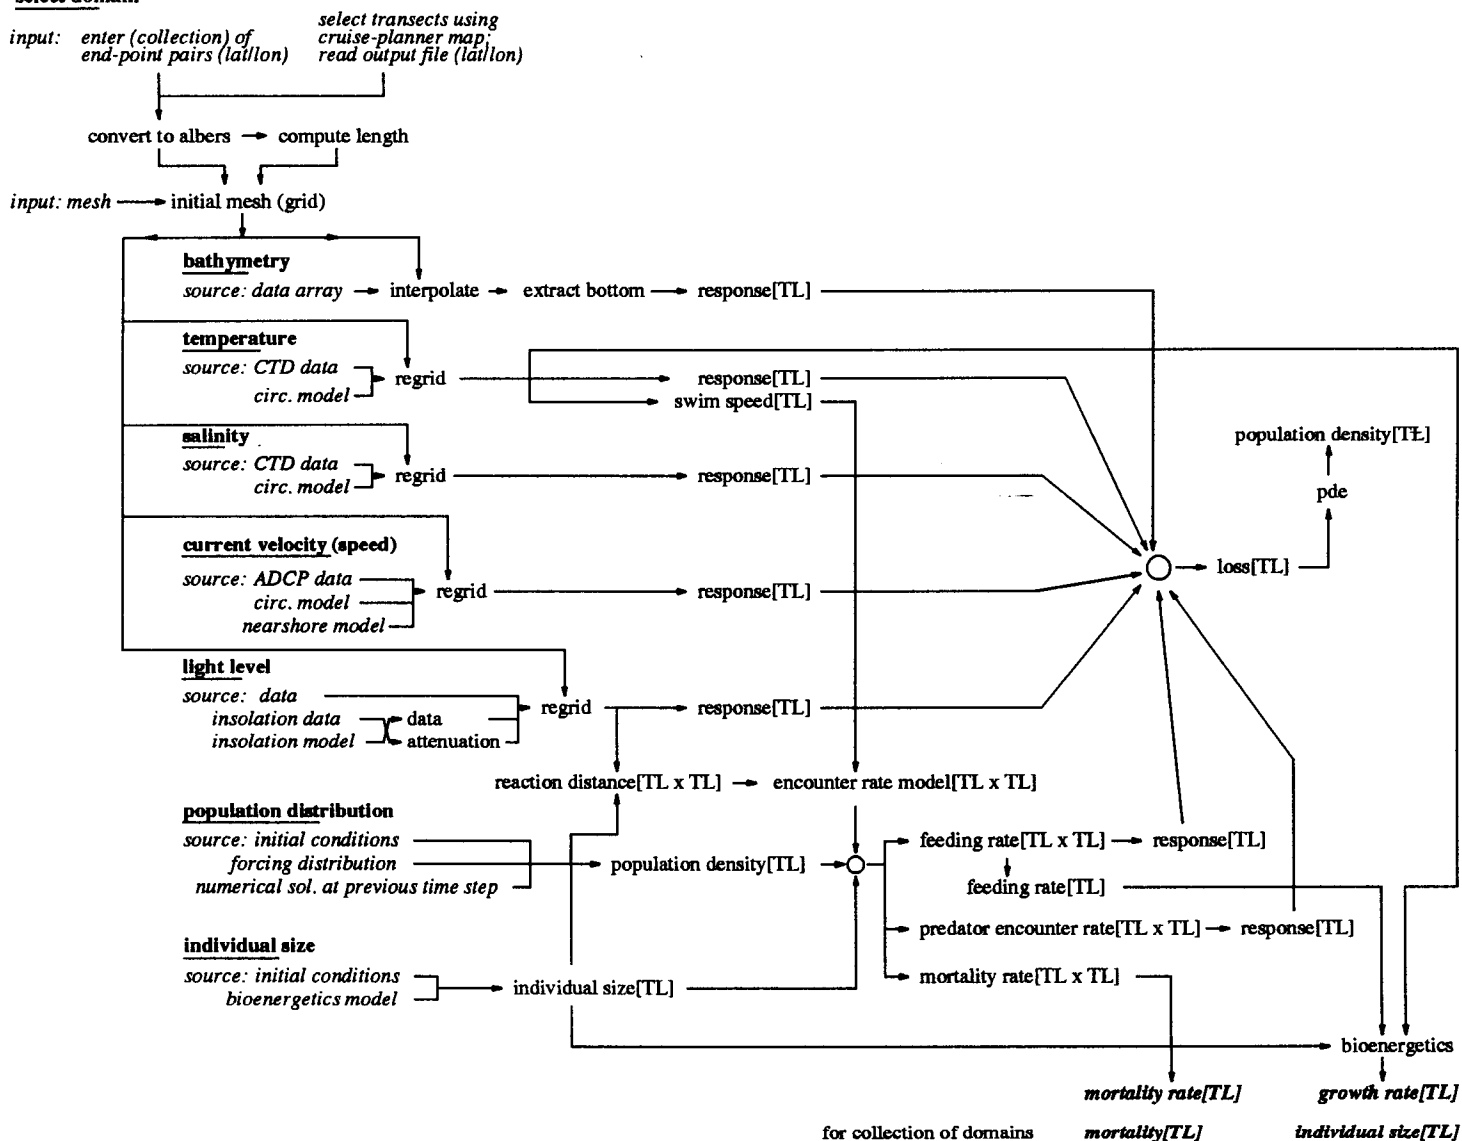 select domain
input: enter (collection) of
end-point pairs (lat/lon)
select transects using
cruise-planner map;
read output file (lat/lon)
convert to albers
compute length
input: mesh
initial mesh (grid)
bathymetry
source: data array
interpolate
extract bottom
response[TL]
temperature
source: CTD data
circ. model
regrid
response[TL]
swim speed[TL]
salinity
source: CTD data
circ. model
regrid
response[TL]
population density[TL]
pde
loss[TL]
current velocity (speed)
source: ADCP data
circ. model
nearshore model
regrid
response[TL]
light level
source: data
insolation data
insolation model
data
attenuation
regrid
response[TL]
reaction distance[TL x TL]
encounter rate model[TL x TL]
population distribution
source: initial conditions
forcing distribution
numerical sol. at previous time step
population density[TL]
feeding rate[TL x TL]
response[TL]
feeding rate[TL]
predator encounter rate[TL x TL]
response[TL]
mortality rate[TL x TL]
individual size
source: initial conditions
bioenergetics model
individual size[TL]
bioenergetics
mortality rate[TL]
growth rate[TL]
for collection of domains
mortality[TL]
individual size[TL]